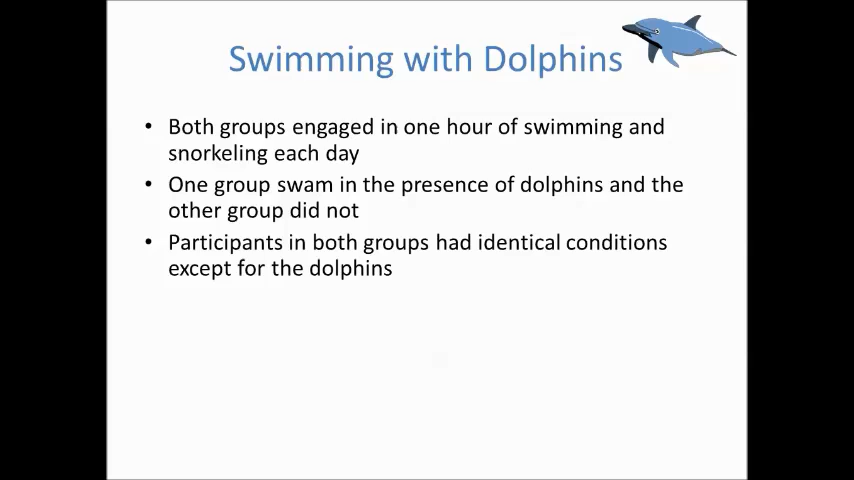 Swimming with Dolphins
• Both groups engaged in one hour of swimming and
snorkeling each day
• One group swam in the presence of dolphins and the
other group did not
• Participants in both groups had identical conditions
except for the dolphins